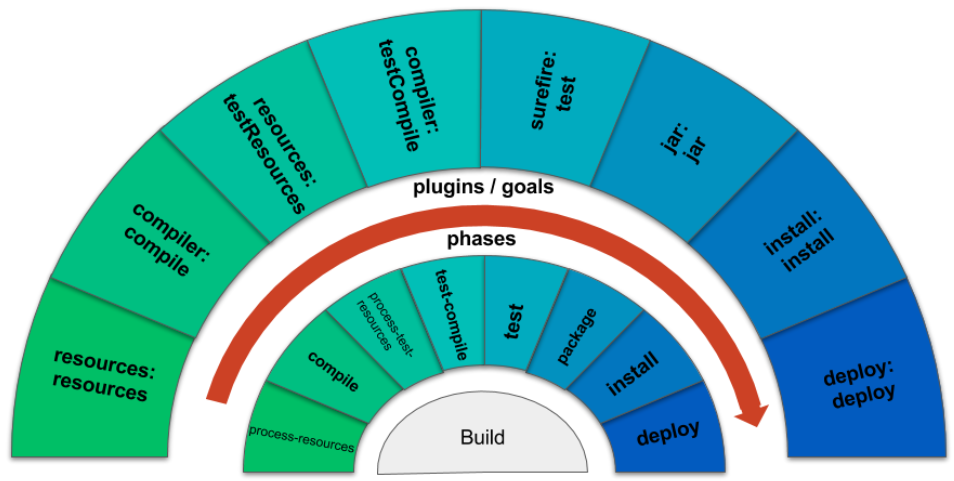 resources:
resources
compiler:
compile
resources:
testResources
compiler:
testCompile
surefire:
test
jar:
jar
install:
install
deploy:
deploy
plugins / goals
phases
process-resources
compile
process-test-
resources
test-compile
test
package
install
deploy
Build